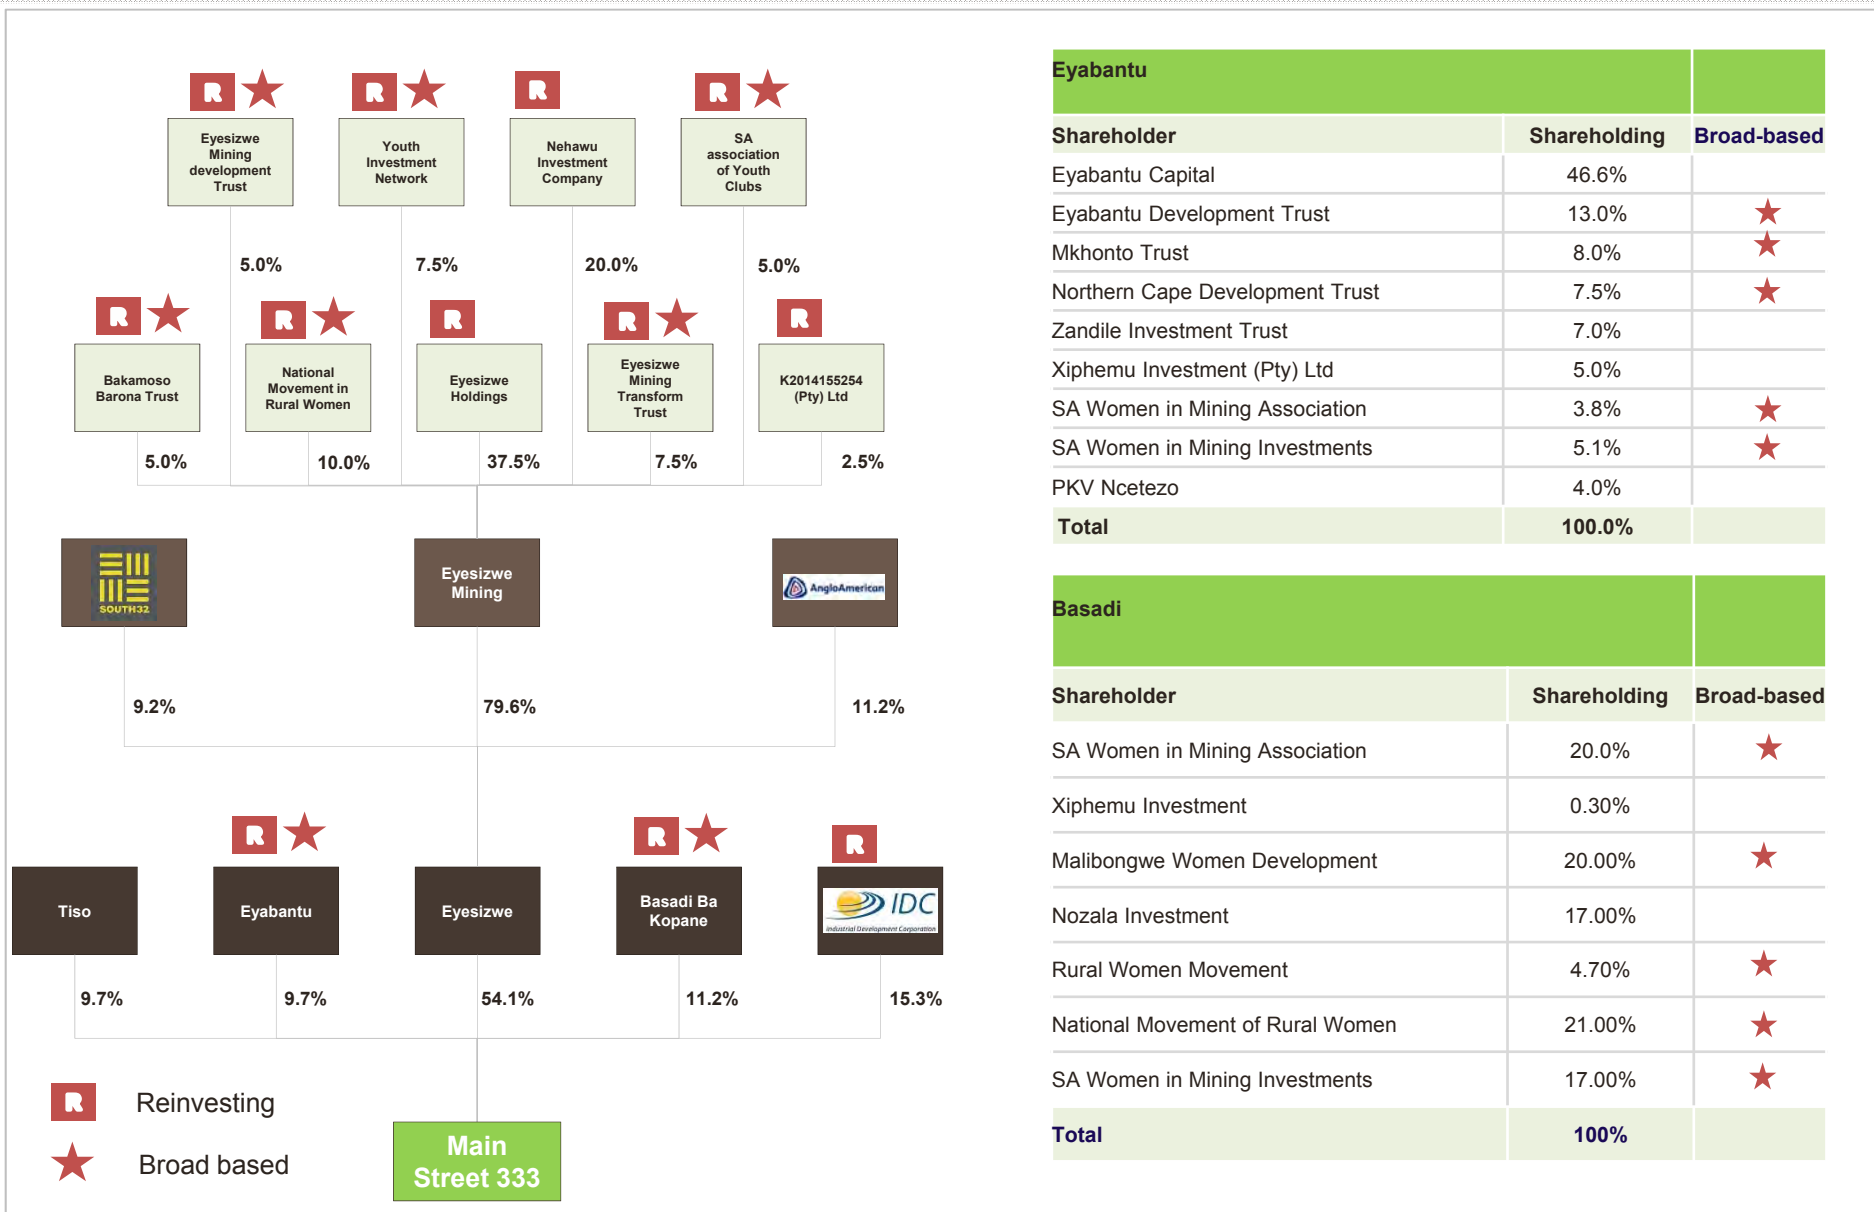 Eyesizwe
Mining
development
Trust
Youth
Investment
Network
Nehawu
Investment
Company
SA
association
of Youth
Clubs
5.0%
7.5%
20.0%
5.0%
Bakamoso
Barona Trust
National
Movement in
Rural Women
Eyesizwe
Holdings
Eyesizwe
Mining
Transform
Trust
K2014155254
(Pty) Ltd
5.0%
10.0%
37.5%
7.5%
2.5%
SOUTH32
Eyesizwe
Mining
AngloAmerican
9.2%
79.6%
11.2%
Tiso
Eyabantu
Eyesizwe
Basadi Ba
Kopane
IDC
Industrial Development Corporation
9.7%
9.7%
54.1%
11.2%
15.3%
R Reinvesting
Broad based
Main
Street 333
Eyabantu
Shareholder Shareholding Broad-based
Eyabantu Capital 46.6%
Eyabantu Development Trust 13.0%
Mkhonto Trust 8.0%
Northern Cape Development Trust 7.5%
Zandile Investment Trust 7.0%
Xiphemu Investment (Pty) Ltd 5.0%
SA Women in Mining Association 3.8%
SA Women in Mining Investments 5.1%
PKV Ncetezo 4.0%
Total 100.0%
Basadi
Shareholder Shareholding Broad-based
SA Women in Mining Association 20.0%
Xiphemu Investment 0.30%
Malibongwe Women Development 20.00%
Nozala Investment 17.00%
Rural Women Movement 4.70%
National Movement of Rural Women 21.00%
SA Women in Mining Investments 17.00%
Total 100%